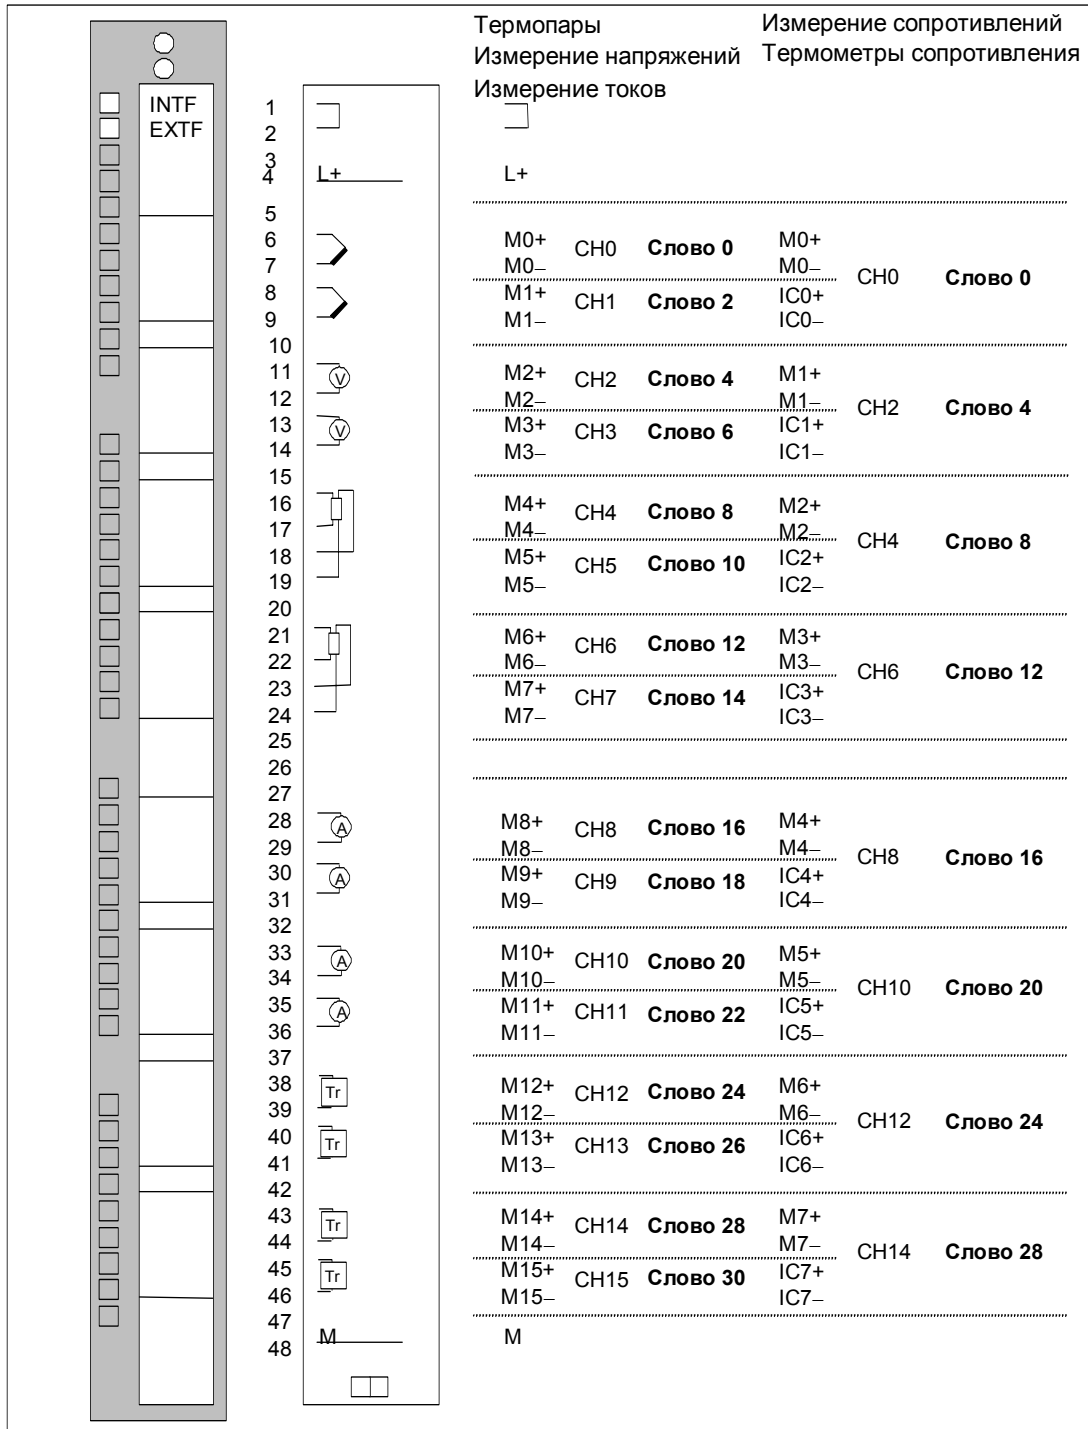 Термопары Измерение сопротивлений
Измерение напряжений Термометры сопротивления
Измерение токов
INTF
EXTF
1
2
3
4 L+ L+
5
6 M0+ CH0 Слово 0 M0+
7 M0– M0–
CH0 Слово 0
8 M1+ CH1 Слово 2 IC0+
9 M1– IC0–
10
11 V M2+ CH2 Слово 4 M1+
12 M2– M1–
CH2 Слово 4
13 V M3+ CH3 Слово 6 IC1+
14 M3– IC1–
15
16 M4+ CH4 Слово 8 M2+
17 M4– M2–
CH4 Слово 8
18 M5+ CH5 Слово 10 IC2+
19 M5– IC2–
20
21 M6+ CH6 Слово 12 M3+
22 M6– M3–
CH6 Слово 12
23 M7+ CH7 Слово 14 IC3+
24 M7– IC3–
25
26
27
28 A M8+ CH8 Слово 16 M4+
29 M8– M4–
CH8 Слово 16
30 A M9+ CH9 Слово 18 IC4+
31 M9– IC4–
32
33 A M10+ CH10 Слово 20 M5+
34 M10– M5–
CH10 Слово 20
35 A M11+ CH11 Слово 22 IC5+
36 M11– IC5–
37
38 Tr M12+ CH12 Слово 24 M6+
39 M12– M6–
CH12 Слово 24
40 Tr M13+ CH13 Слово 26 IC6+
41 M13– IC6–
42
43 Tr M14+ CH14 Слово 28 M7+
44 M14– M7–
CH14 Слово 28
45 Tr M15+ CH15 Слово 30 IC7+
46 M15– IC7–
47
48 M M